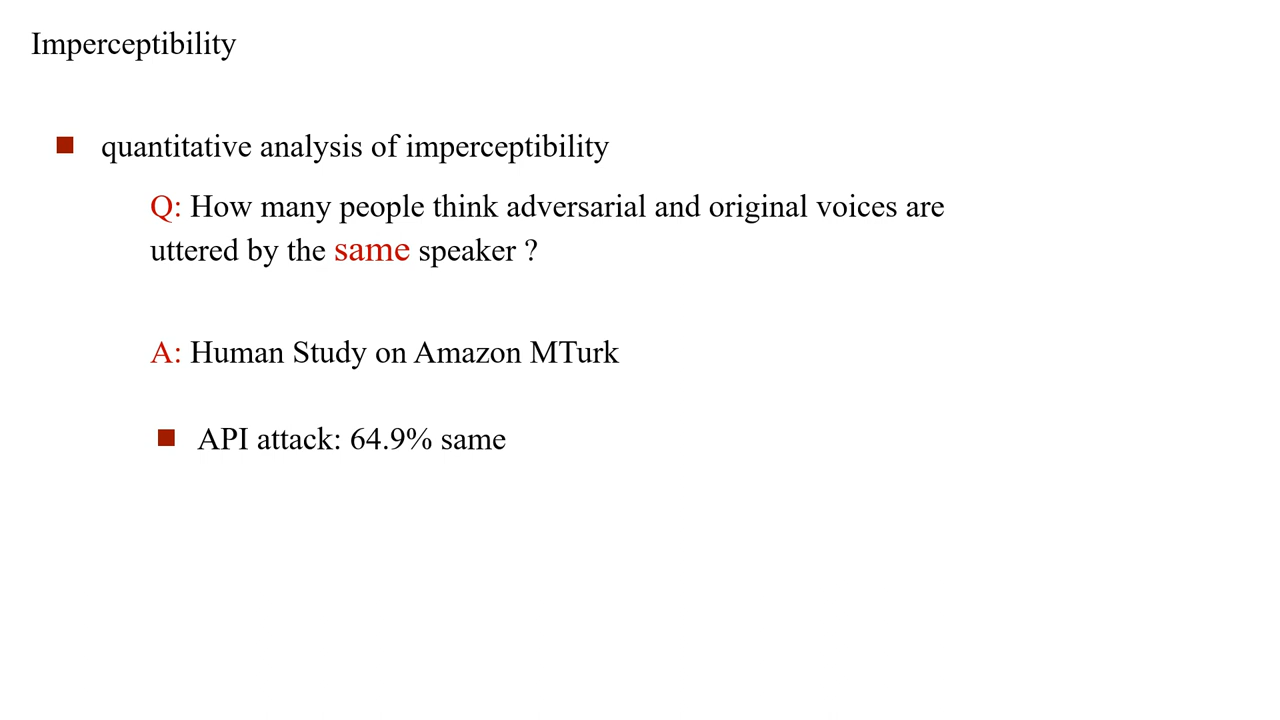 Imperceptibility
quantitative analysis of imperceptibility
Q: How many people think adversarial and original voices are
uttered by the same speaker ?
A: Human Study on Amazon MTurk
API attack: 64.9% same